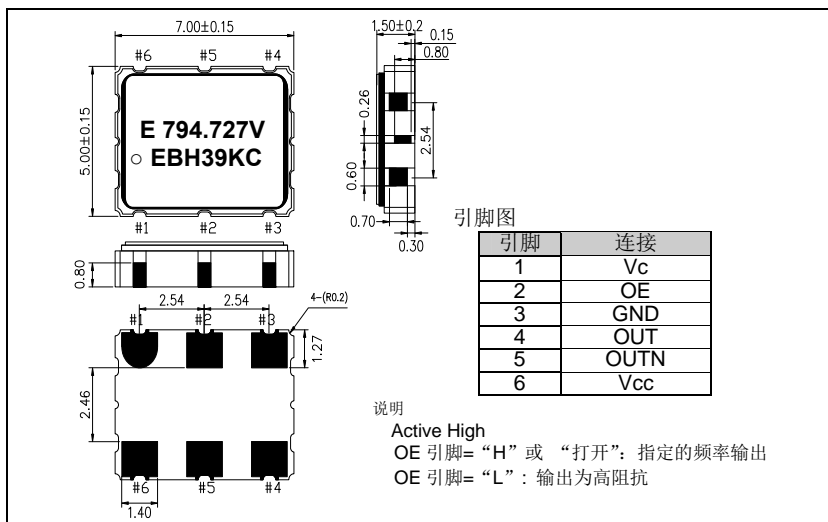 7.00±0.15
#6 #5 #4
5.00±0.15
E 794.727V
EBH39KC
#1 #2 #3
0.80
1.50±0.2
0.15
0.80
0.26
2.54
0.60
0.70
0.30
2.54 2.54
4-(R0.2)
#1 #2 #3
1.27
2.46
#6 #5 #4
1.40
引脚图
引脚 连接
1 Vc
2 OE
3 GND
4 OUT
5 OUTN
6 Vcc
说明
Active High
OE 引脚= “H” 或 “打开”: 指定的频率输出
OE 引脚= “L” : 输出为高阻抗